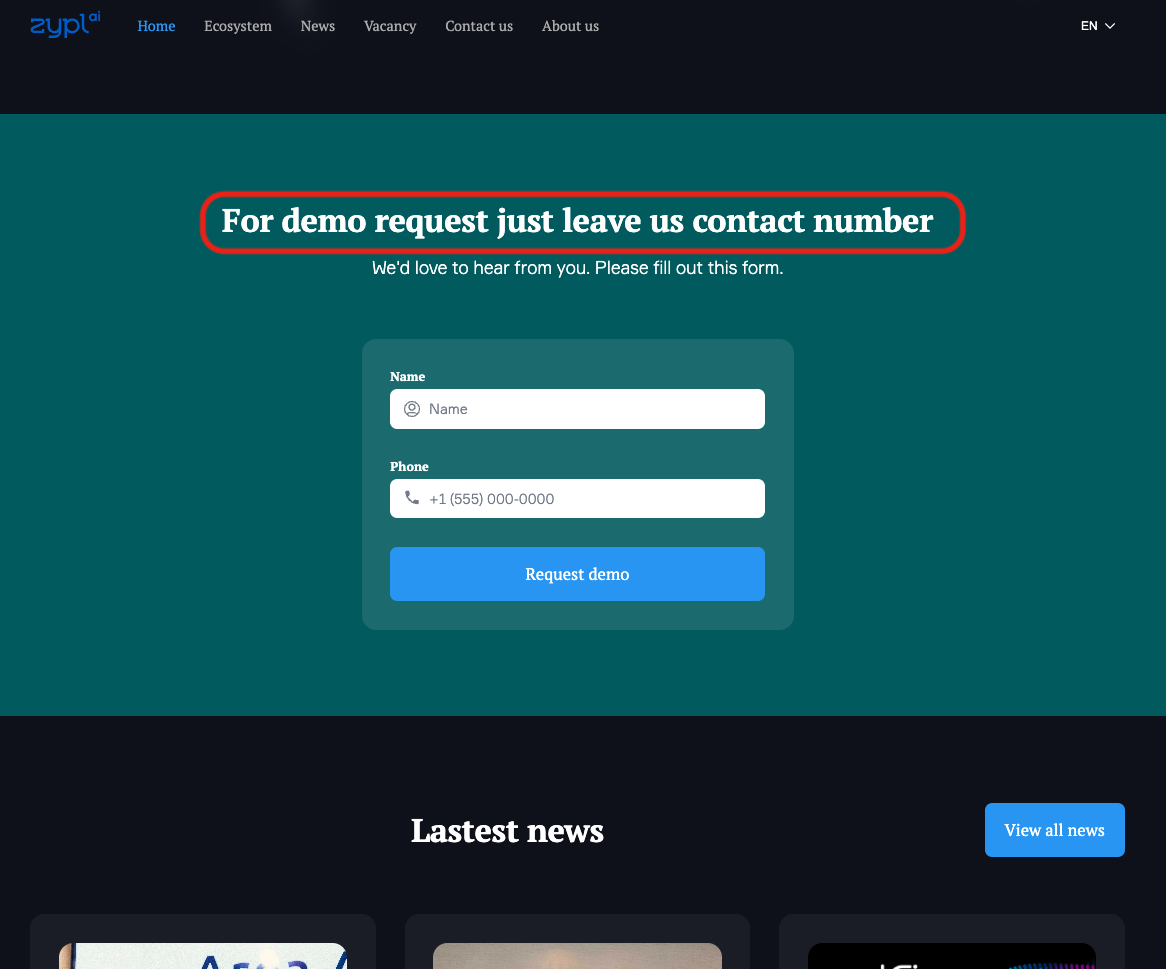 zypl ai
Home Ecosystem News Vacancy Contact us About us EN
For demo request just leave us contact number
We'd love to hear from you. Please fill out this form.
Name
Name
Phone
+1 (555) 000-0000
Request demo
Lastest news
View all news